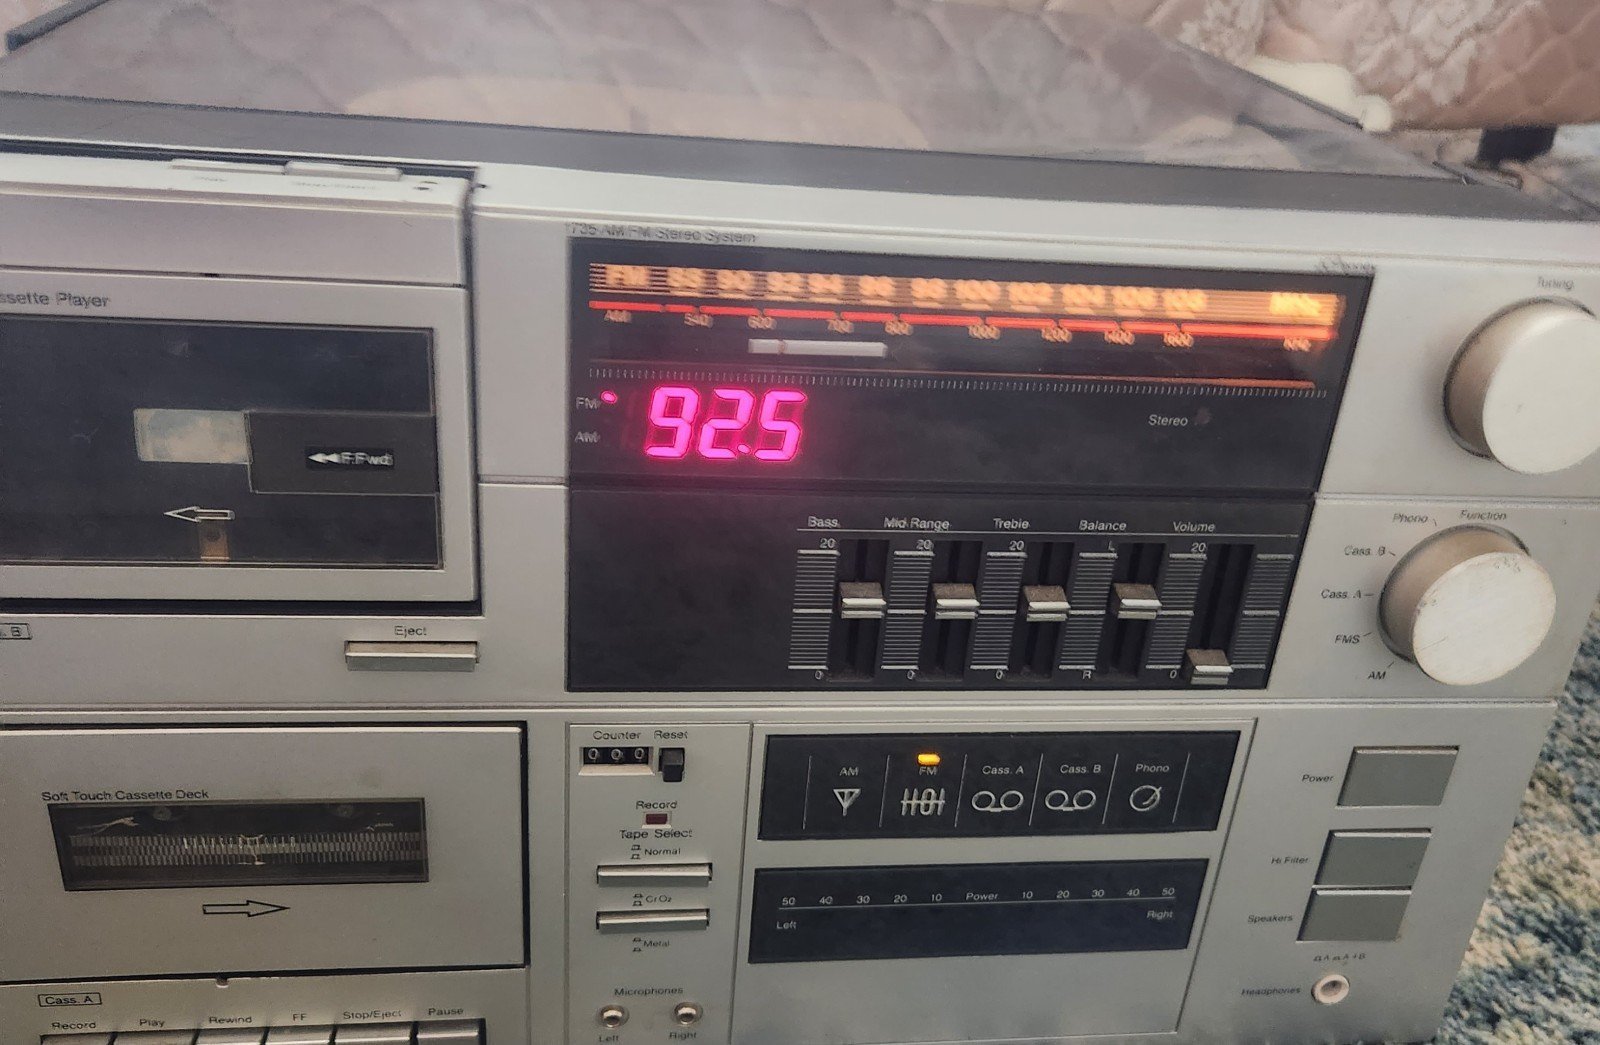 1735 AM/FM Stereo System
ssette Player
Tuning
FM 88 90 92 94 96 98 100 102 104 106 108 MHz
AM 540 600 700 800 1000 1200 1400 1600 kHz
FM
92.5
AM
Stereo
F.Fwd
Bass Mid Range Treble Balance Volume
20 20 20 L 20
0 0 0 R 0
Phono Function
Cass. B
Cass. A
FMS
AM
B
Eject
Counter Reset
0 0 0
Soft Touch Cassette Deck
Record
Tape Select
Normal
CrO2
Metal
AM FM Cass. A Cass. B Phono
50 40 30 20 10 Power 10 20 30 40 50
Left Right
Power
Hi Filter
Speakers
A A+B
Headphones
Microphones
Left Right
Cass. A
Record Play Rewind FF Stop/Eject Pause